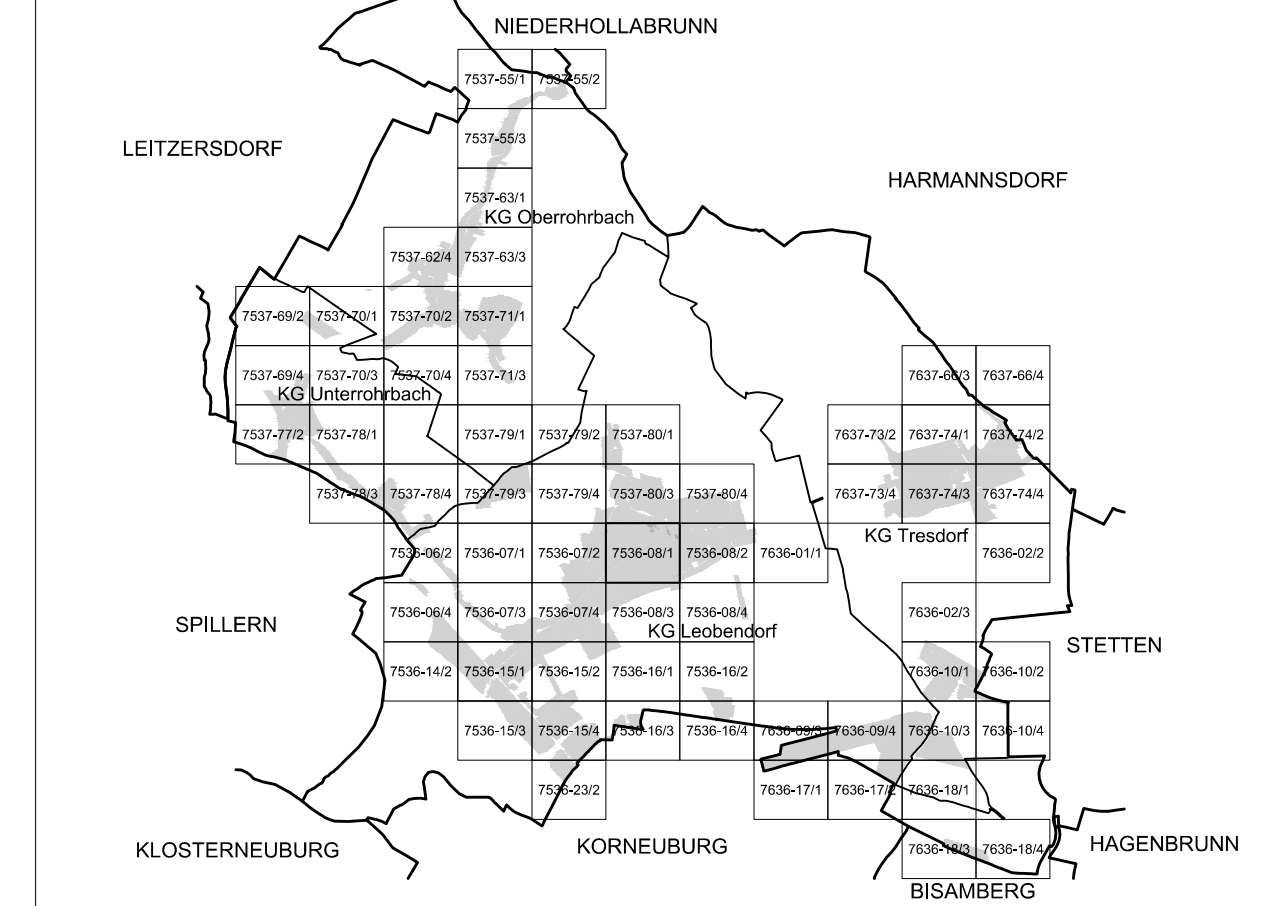 NIEDERHOLLABRUNN
7537-55/1 7537-55/2
LEITZERSDORF
7537-55/3
HARMANNSDORF
7537-63/1
KG Oberrohrbach
7537-62/4 7537-63/3
7537-69/2 7537-70/1 7537-70/2 7537-71/1
7537-69/4 7537-70/3 7537-70/4 7537-71/3 7637-66/3 7637-66/4
KG Unterrohrbach
7537-77/2 7537-78/1 7537-79/1 7537-79/2 7537-80/1 7637-73/2 7637-74/1 7637-74/2
7537-78/3 7537-78/4 7537-79/3 7537-79/4 7537-80/3 7537-80/4 7637-73/4 7637-74/3 7637-74/4
KG Tresdorf
7536-06/2 7536-07/1 7536-07/2 7536-08/1 7536-08/2 7636-01/1 7636-02/2
7536-06/4 7536-07/3 7536-07/4 7536-08/3 7536-08/4 7636-02/3
SPILLERN
KG Leobendorf
STETTEN
7536-14/2 7536-15/1 7536-15/2 7536-16/1 7536-16/2 7636-10/1 7636-10/2
7536-15/3 7536-15/4 7536-16/3 7536-16/4 7636-09/3 7636-09/4 7636-10/3 7636-10/4
7536-23/2 7636-17/1 7636-17/2 7636-18/1
KLOSTERNEUBURG
KORNEUBURG
HAGENBRUNN
7636-18/3 7636-18/4
BISAMBERG